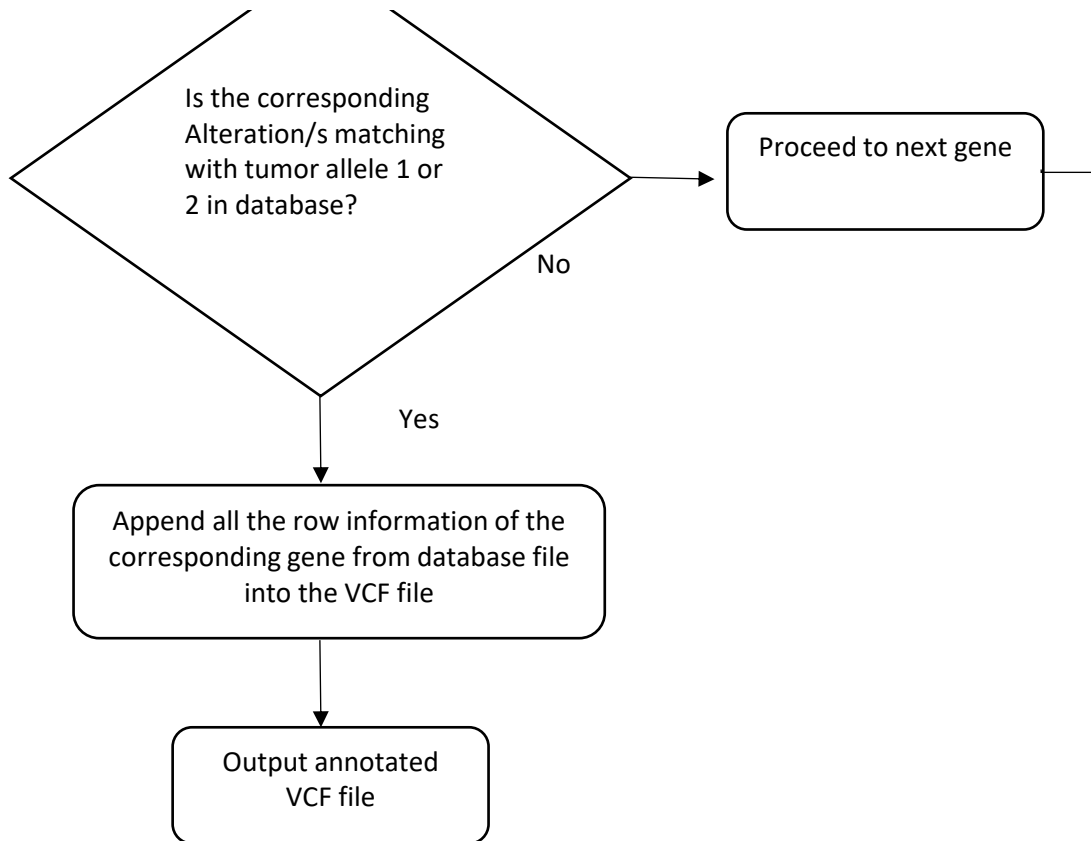 Is the corresponding
Alteration/s matching
with tumor allele 1 or
2 in database?
Proceed to next gene
No
Yes
Append all the row information of the
corresponding gene from database file
into the VCF file
Output annotated
VCF file